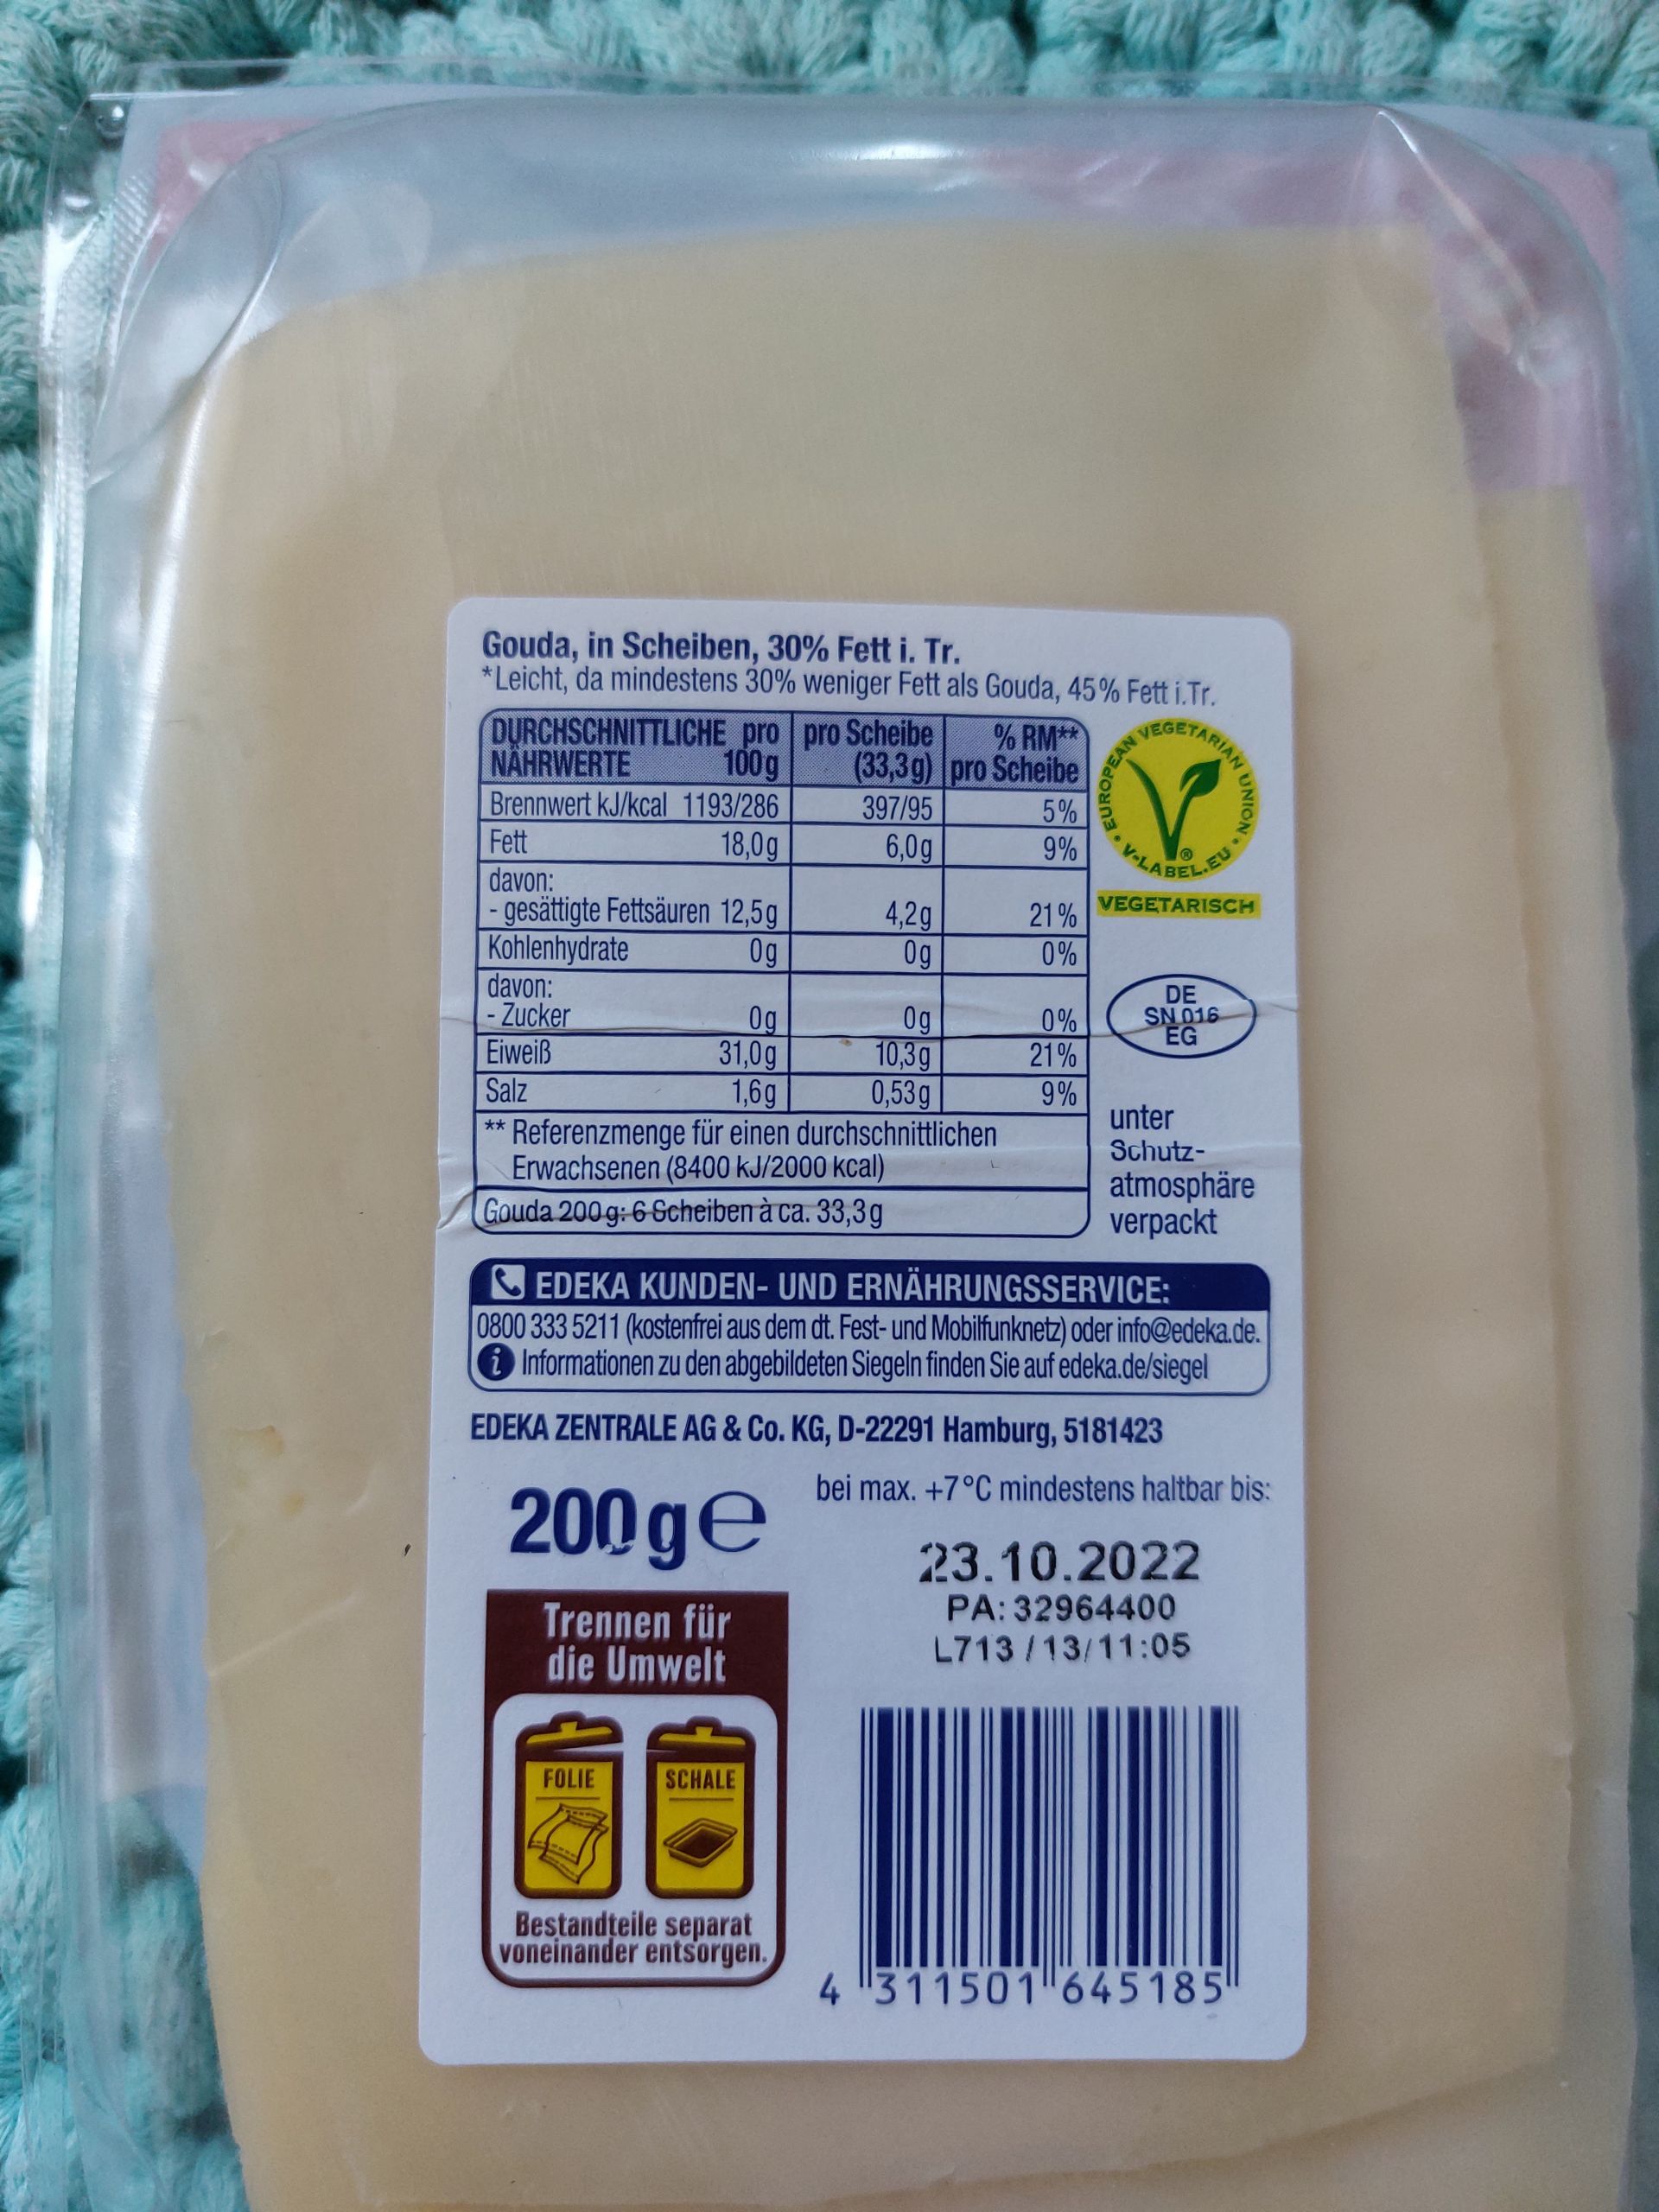 Gouda, in Scheiben, 30% Fett i. Tr.
*Leicht, da mindestens 30% weniger Fett als Gouda, 45% Fett i.Tr.
DURCHSCHNITTLICHE NÄHRWERTE pro 100g pro Scheibe (33,3g) % RM** pro Scheibe
Brennwert kJ/kcal 1193/286 397/95 5%
Fett 18,0g 6,0g 9%
davon:
- gesättigte Fettsäuren 12,5g 4,2g 21%
Kohlenhydrate 0g 0g 0%
davon:
- Zucker 0g 0g 0%
Eiweiß 31,0g 10,3g 21%
Salz 1,6g 0,53g 9%
** Referenzmenge für einen durchschnittlichen
Erwachsenen (8400 kJ/2000 kcal)
Gouda 200g: 6 Scheiben à ca. 33,3g
EUROPEAN VEGETARIAN UNION
V-LABEL.EU
®
VEGETARISCH
DE
SN 016
EG
unter
Schutz-
atmosphäre
verpackt
EDEKA KUNDEN- UND ERNÄHRUNGSSERVICE:
0800 333 5211 (kostenfrei aus dem dt. Fest- und Mobilfunknetz) oder info@edeka.de.
i Informationen zu den abgebildeten Siegeln finden Sie auf edeka.de/siegel
EDEKA ZENTRALE AG & Co. KG, D-22291 Hamburg, 5181423
200g℮
bei max. +7°C mindestens haltbar bis:
23.10.2022
PA:32964400
L713/13/11:05
Trennen für
die Umwelt
FOLIE SCHALE
Bestandteile separat
voneinander entsorgen.
4 311501 645185